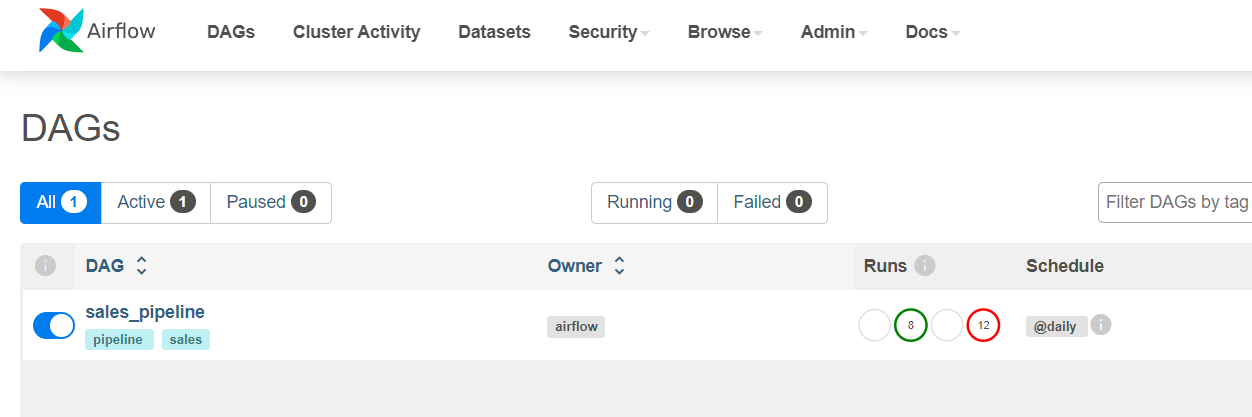 Airflow DAGs Cluster Activity Datasets Security Browse Admin Docs
DAGs
All 1 Active 1 Paused 0 Running 0 Failed 0 Filter DAGs by tag
i DAG Owner Runs i Schedule
sales_pipeline
airflow 8 12 @daily i
pipeline sales